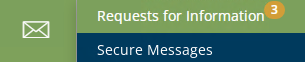 Requests for Information 3
Secure Messages